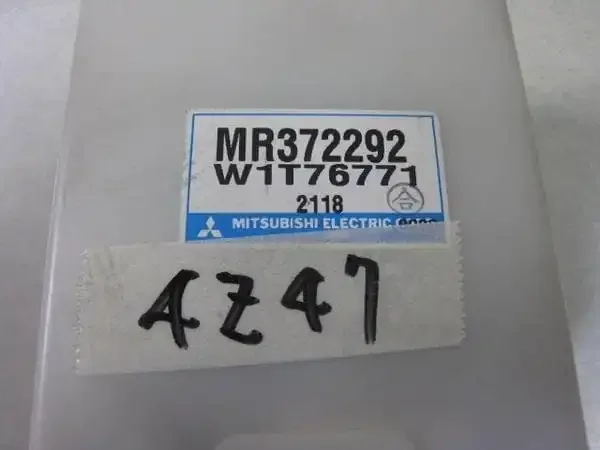 MR372292
W1T76771
2118
合
MITSUBISHI ELECTRIC
4Z47